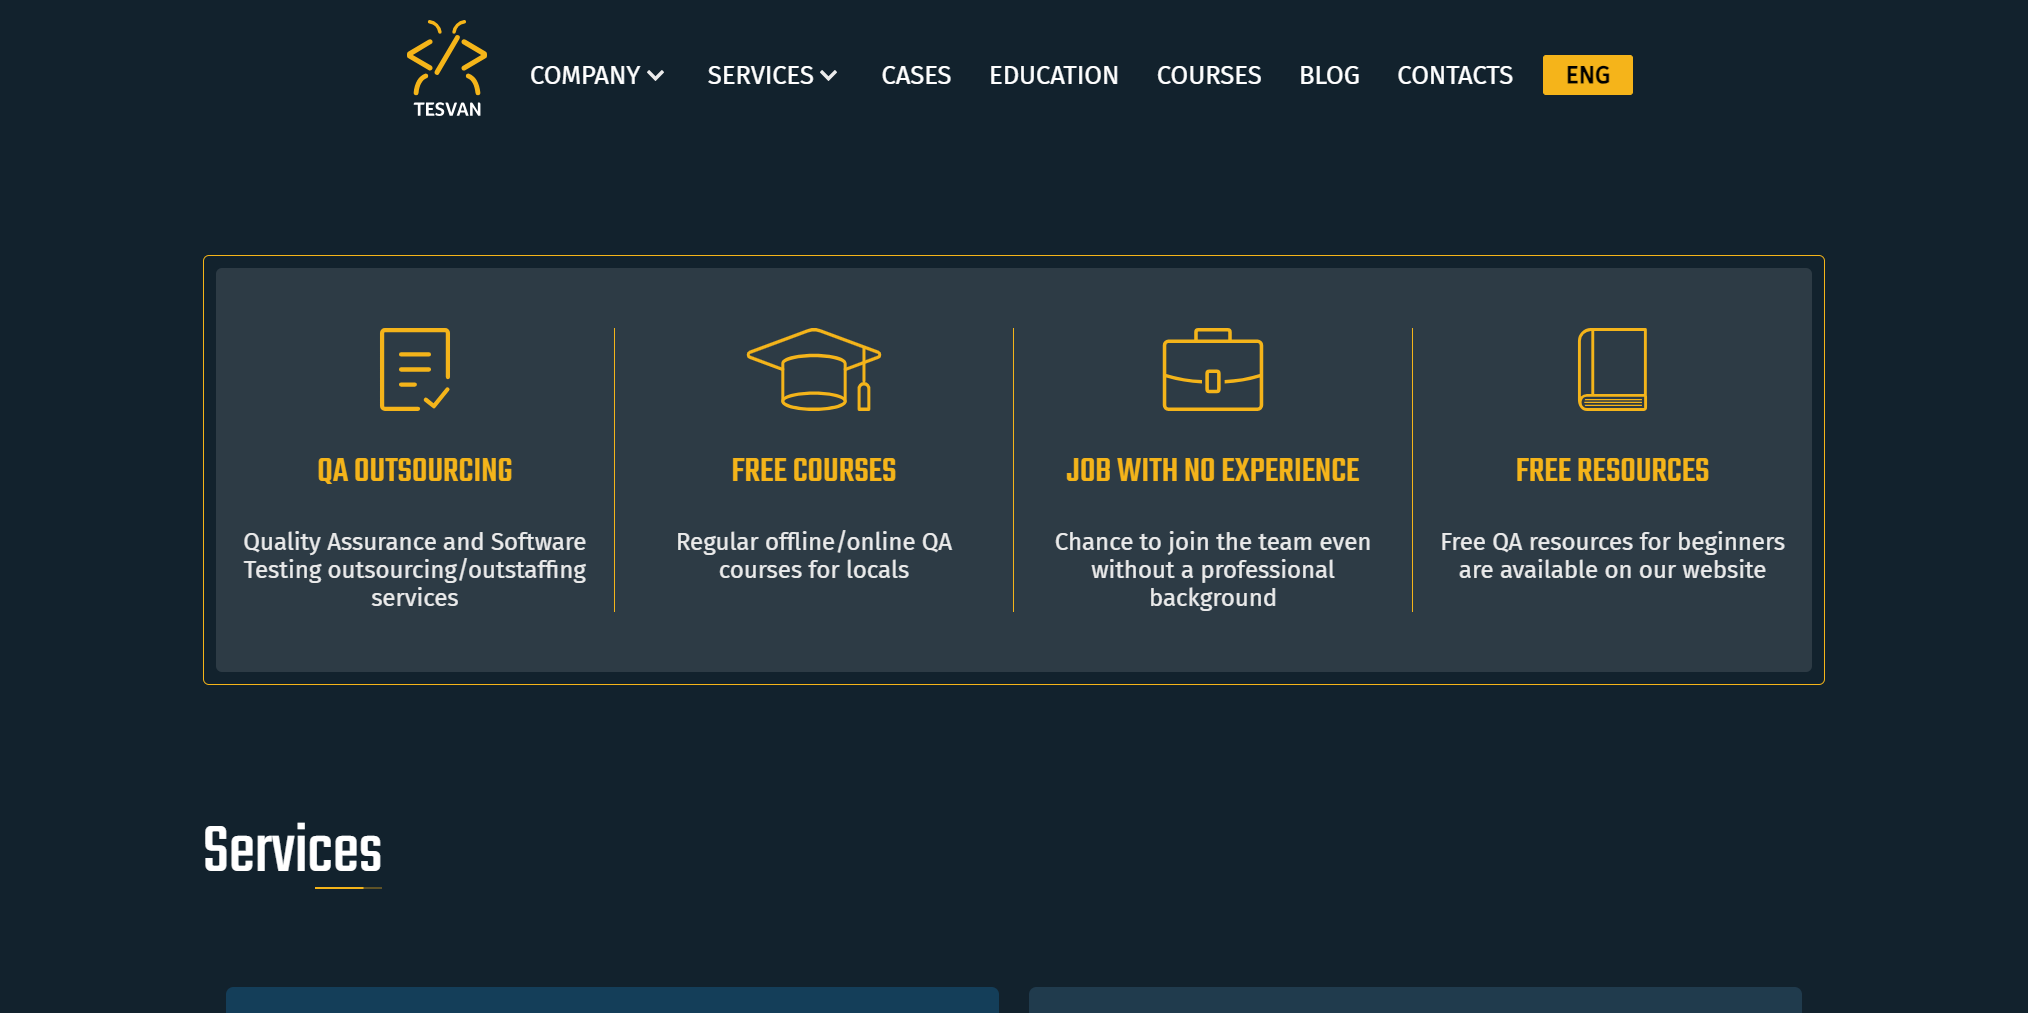 TESVAN
COMPANY
SERVICES
CASES
EDUCATION
COURSES
BLOG
CONTACTS
ENG
QA OUTSOURCING
Quality Assurance and Software
Testing outsourcing/outstaffing
services
FREE COURSES
Regular offline/online QA
courses for locals
JOB WITH NO EXPERIENCE
Chance to join the team even
without a professional
background
FREE RESOURCES
Free QA resources for beginners
are available on our website
Services